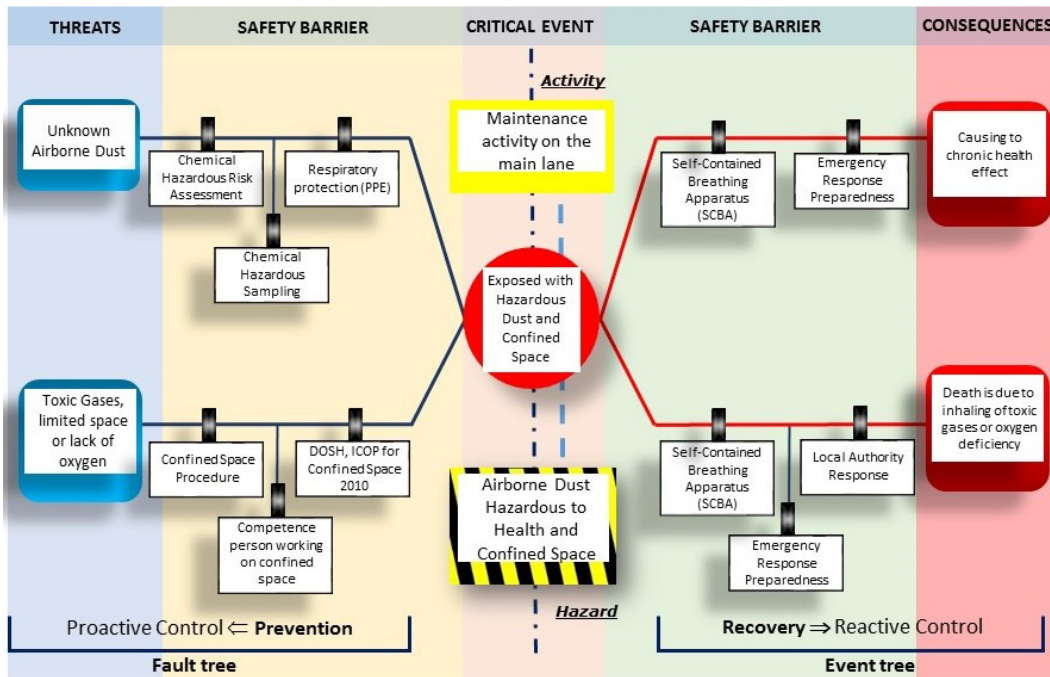 THREATS
SAFETY BARRIER
CRITICAL EVENT
SAFETY BARRIER
CONSEQUENCES
Activity
Unknown
Airborne Dust
Chemical
Hazardous Risk
Assessment
Respiratory
protection (PPE)
Chemical
Hazardous
Sampling
Maintenance
activity on the
main lane
Self-Contained
Breathing
Apparatus
(SCBA)
Emergency
Response
Preparedness
Causing to
chronic health
effect
Exposed with
Hazardous
Dust and
Confined
Space
Toxic Gases,
limited space
or lack of
oxygen
Confined Space
Procedure
DOSH, ICOP for
Confined Space
2010
Competence
person working
on confined
space
Airborne Dust
Hazardous to
Health and
Confined Space
Self-Contained
Breathing
Apparatus
(SCBA)
Local Authority
Response
Emergency
Response
Preparedness
Death is due to
inhaling of toxic
gases or oxygen
deficiency
Hazard
Proactive Control ⇐ Prevention
Fault tree
Recovery ⇒ Reactive Control
Event tree